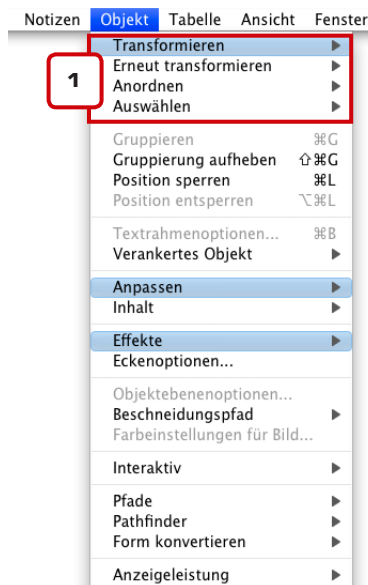 Notizen Objekt Tabelle Ansicht Fenster
Transformieren ▶
1
Erneut transformieren ▶
Anordnen ▶
Auswählen ▶
Gruppieren ⌘G
Gruppierung aufheben ⇧⌘G
Position sperren ⌘L
Position entsperren ⌥⌘L
Textrahmenoptionen... ⌘B
Verankertes Objekt ▶
Anpassen ▶
Inhalt ▶
Effekte ▶
Eckenoptionen...
Objektebenenoptionen...
Beschneidungspfad ▶
Farbeinstellungen für Bild...
Interaktiv ▶
Pfade ▶
Pathfinder ▶
Form konvertieren ▶
Anzeigeleistung ▶